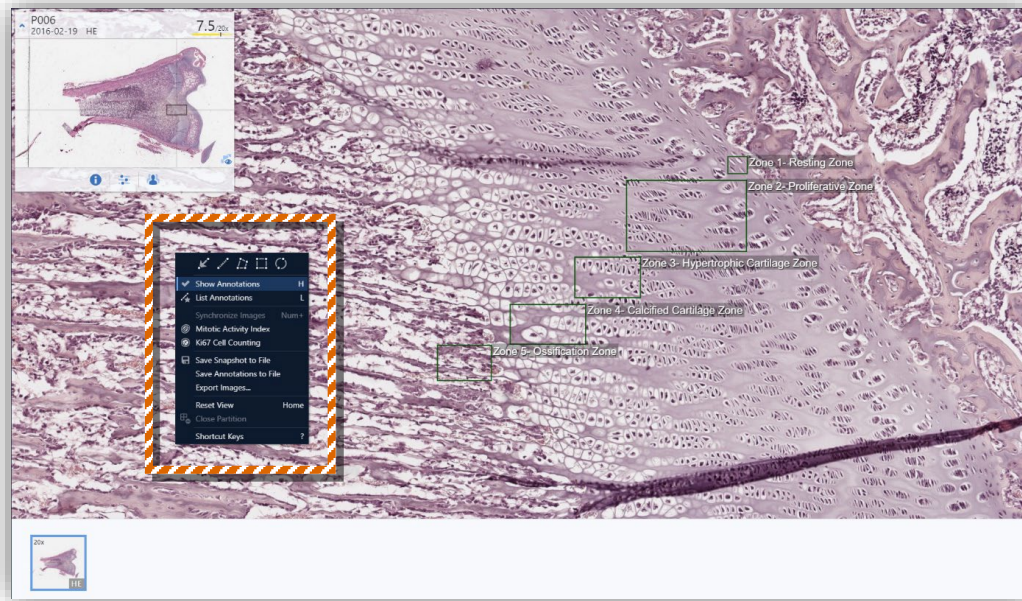 P006
2016-02-19 HE
7.5/20x
Zone 1- Resting Zone
Zone 2- Proliferative Zone
Zone 3- Hypertrophic Cartilage Zone
Zone 4- Calcified Cartilage Zone
Zone 5- Ossification Zone
Show Annotations H
List Annotations L
Synchronize Images Num+
Mitotic Activity Index
Ki67 Cell Counting
Save Snapshot to File
Save Annotations to File
Export Images...
Reset View Home
Close Partition
Shortcut Keys ?
20x
HE